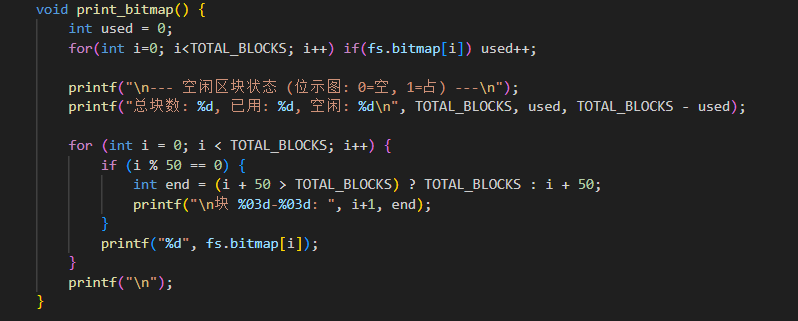 void print_bitmap() {
    int used = 0;
    for(int i=0; i<TOTAL_BLOCKS; i++) if(fs.bitmap[i]) used++;

    printf("\n--- 空闲区块状态 (位示图: 0=空, 1=占) ---\n");
    printf("总块数: %d, 已用: %d, 空闲: %d\n", TOTAL_BLOCKS, used, TOTAL_BLOCKS - used);

    for (int i = 0; i < TOTAL_BLOCKS; i++) {
        if (i % 50 == 0) {
            int end = (i + 50 > TOTAL_BLOCKS) ? TOTAL_BLOCKS : i + 50;
            printf("\n块 %03d-%03d: ", i+1, end);
        }
        printf("%d", fs.bitmap[i]);
    }
    printf("\n");
}